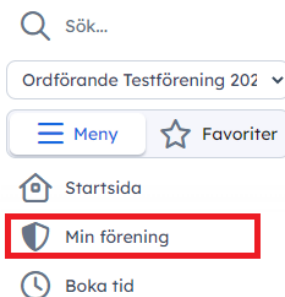 Sök...
Ordförande Testförening 202
Meny
Favoriter
Startsida
Min förening
Boka tid